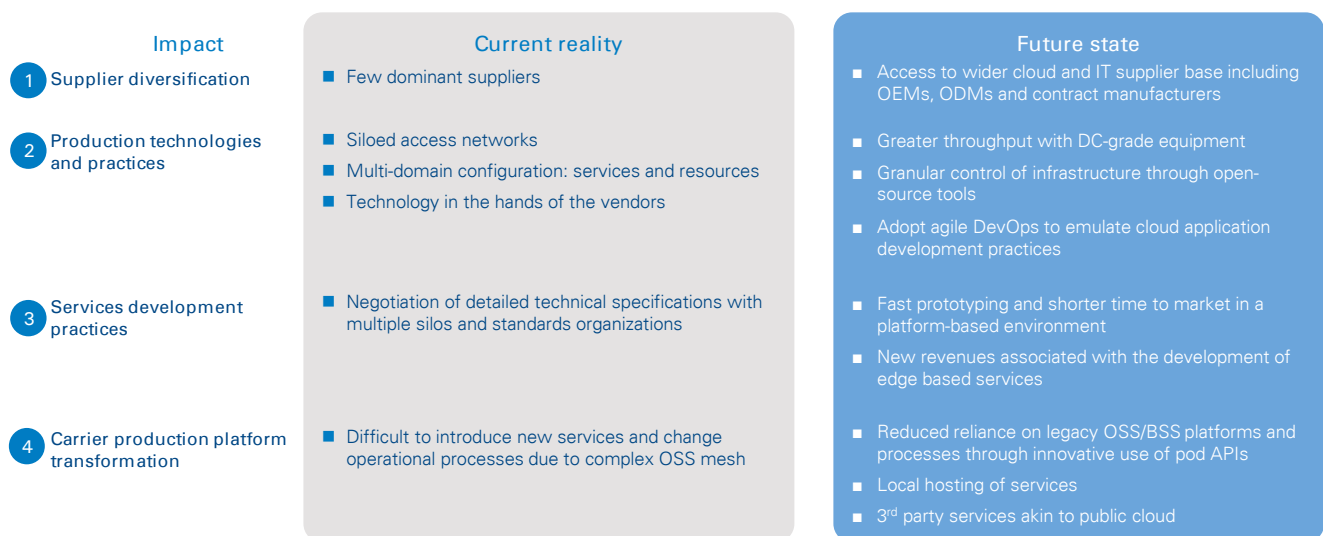 Impact
Current reality
Future state
1 Supplier diversification
■ Few dominant suppliers
■ Access to wider cloud and IT supplier base including
OEMs, ODMs and contract manufacturers
2 Production technologies
and practices
■ Siloed access networks
■ Multi-domain configuration: services and resources
■ Technology in the hands of the vendors
■ Greater throughput with DC-grade equipment
■ Granular control of infrastructure through open-
source tools
■ Adopt agile DevOps to emulate cloud application
development practices
3 Services development
practices
■ Negotiation of detailed technical specifications with
multiple silos and standards organizations
■ Fast prototyping and shorter time to market in a
platform-based environment
■ New revenues associated with the development of
edge based services
4 Carrier production platform
transformation
■ Difficult to introduce new services and change
operational processes due to complex OSS mesh
■ Reduced reliance on legacy OSS/BSS platforms and
processes through innovative use of pod APIs
■ Local hosting of services
■ 3rd party services akin to public cloud